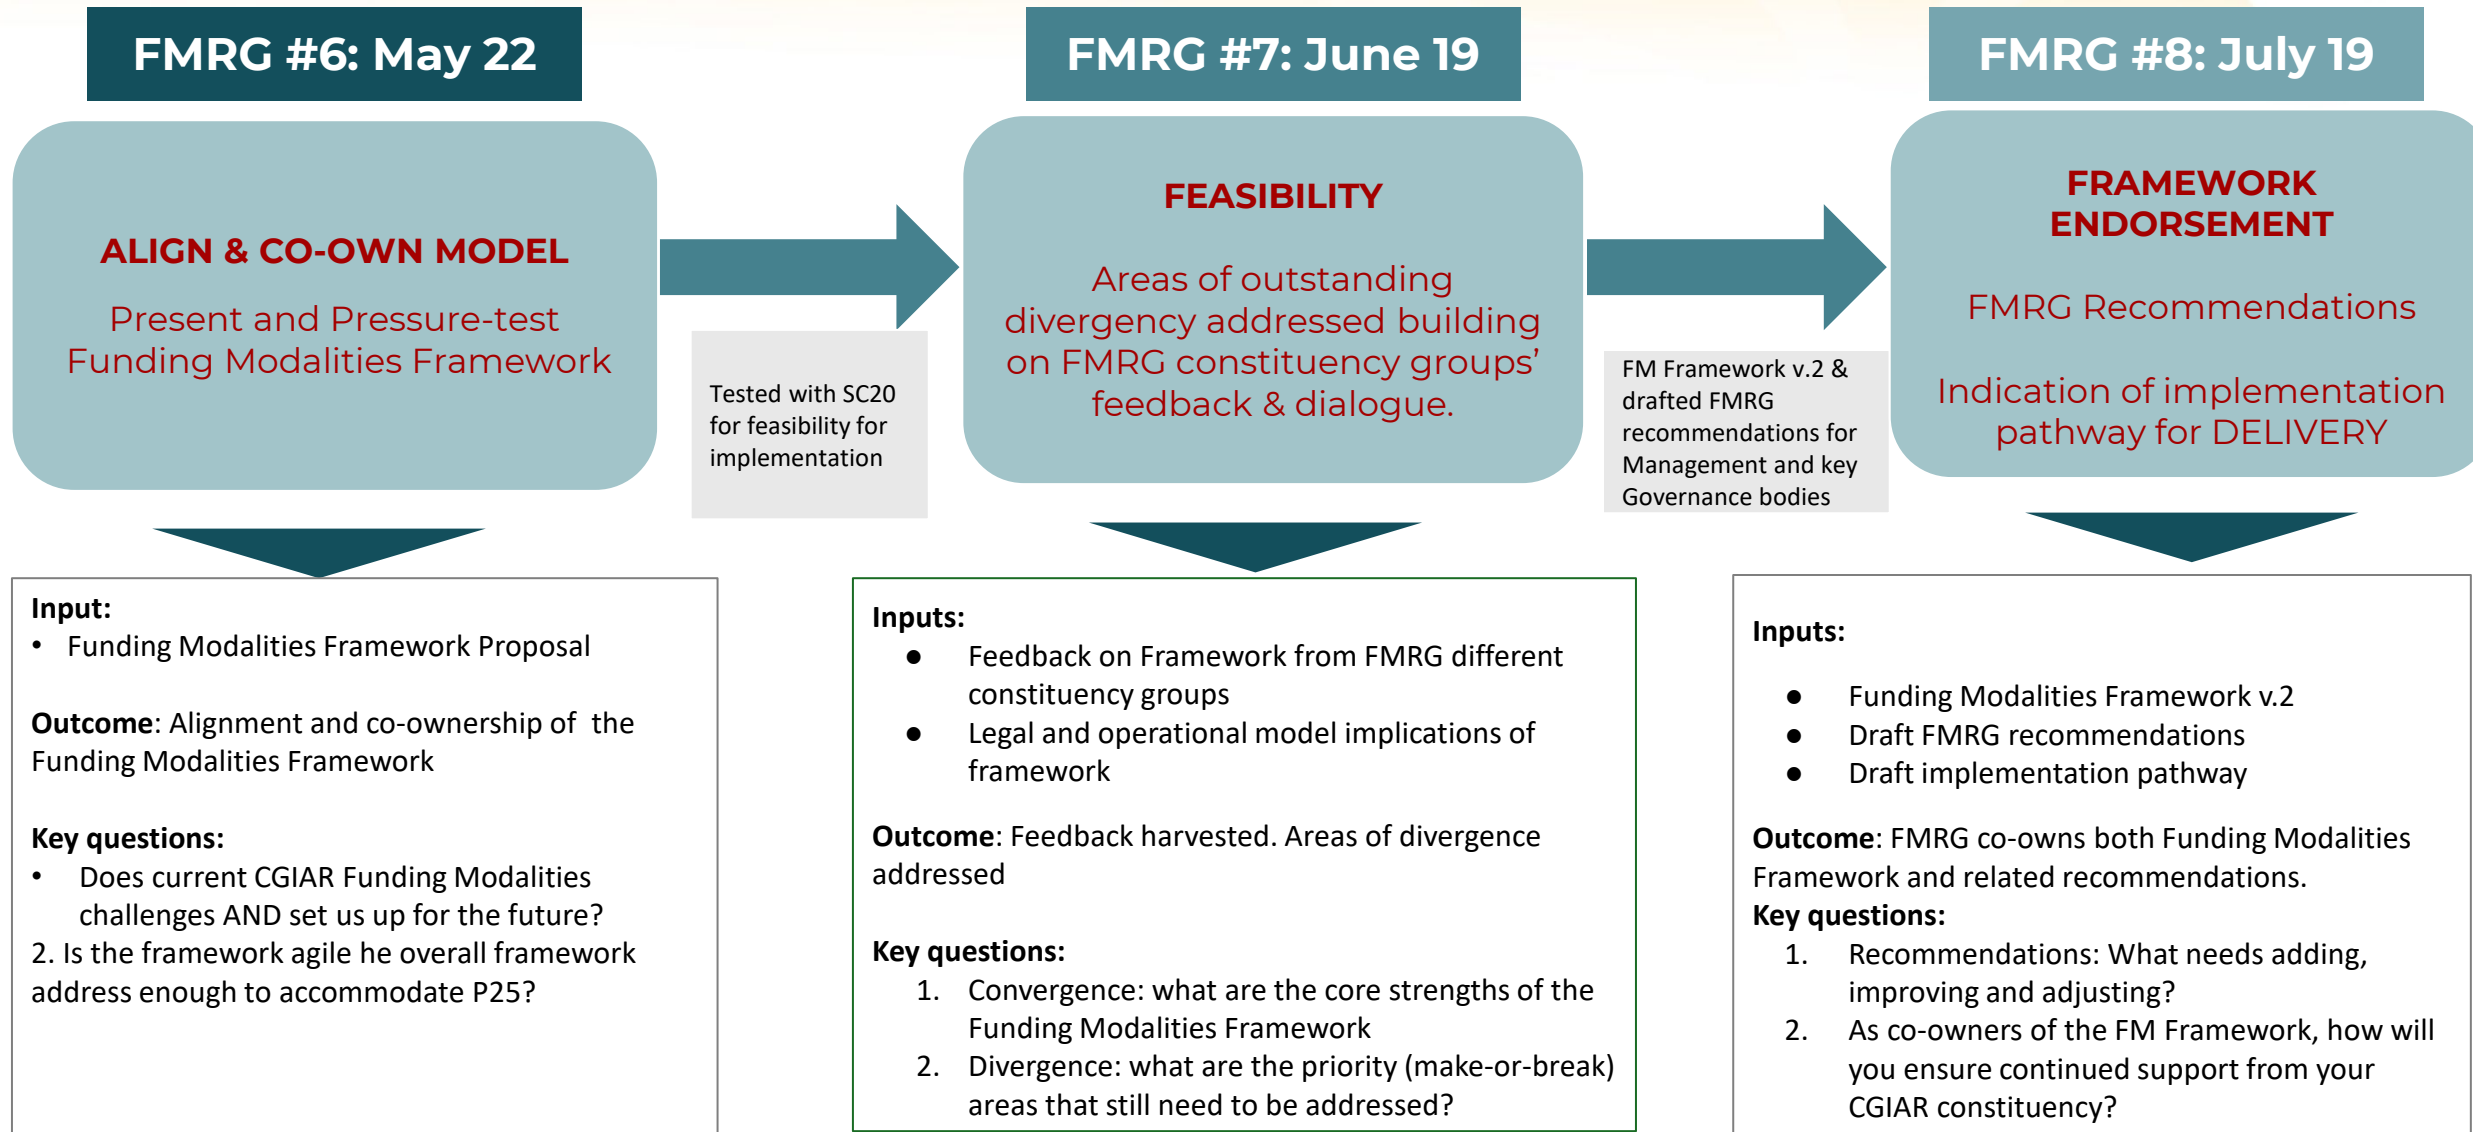 FMRG #6: May 22
FMRG #7: June 19
FMRG #8: July 19
ALIGN & CO-OWN MODEL
Present and Pressure-test
Funding Modalities Framework
Tested with SC20
for feasibility for
implementation
FEASIBILITY
Areas of outstanding
divergency addressed building
on FMRG constituency groups’
feedback & dialogue.
FM Framework v.2 &
drafted FMRG
recommendations for
Management and key
Governance bodies
FRAMEWORK
ENDORSEMENT
FMRG Recommendations
Indication of implementation
pathway for DELIVERY
Input:
• Funding Modalities Framework Proposal
Outcome: Alignment and co-ownership of the
Funding Modalities Framework
Key questions:
• Does current CGIAR Funding Modalities
challenges AND set us up for the future?
2. Is the framework agile he overall framework
address enough to accommodate P25?
Inputs:
● Feedback on Framework from FMRG different
constituency groups
● Legal and operational model implications of
framework
Outcome: Feedback harvested. Areas of divergence
addressed
Key questions:
1. Convergence: what are the core strengths of the
Funding Modalities Framework
2. Divergence: what are the priority (make-or-break)
areas that still need to be addressed?
Inputs:
● Funding Modalities Framework v.2
● Draft FMRG recommendations
● Draft implementation pathway
Outcome: FMRG co-owns both Funding Modalities
Framework and related recommendations.
Key questions:
1. Recommendations: What needs adding,
improving and adjusting?
2. As co-owners of the FM Framework, how will
you ensure continued support from your
CGIAR constituency?